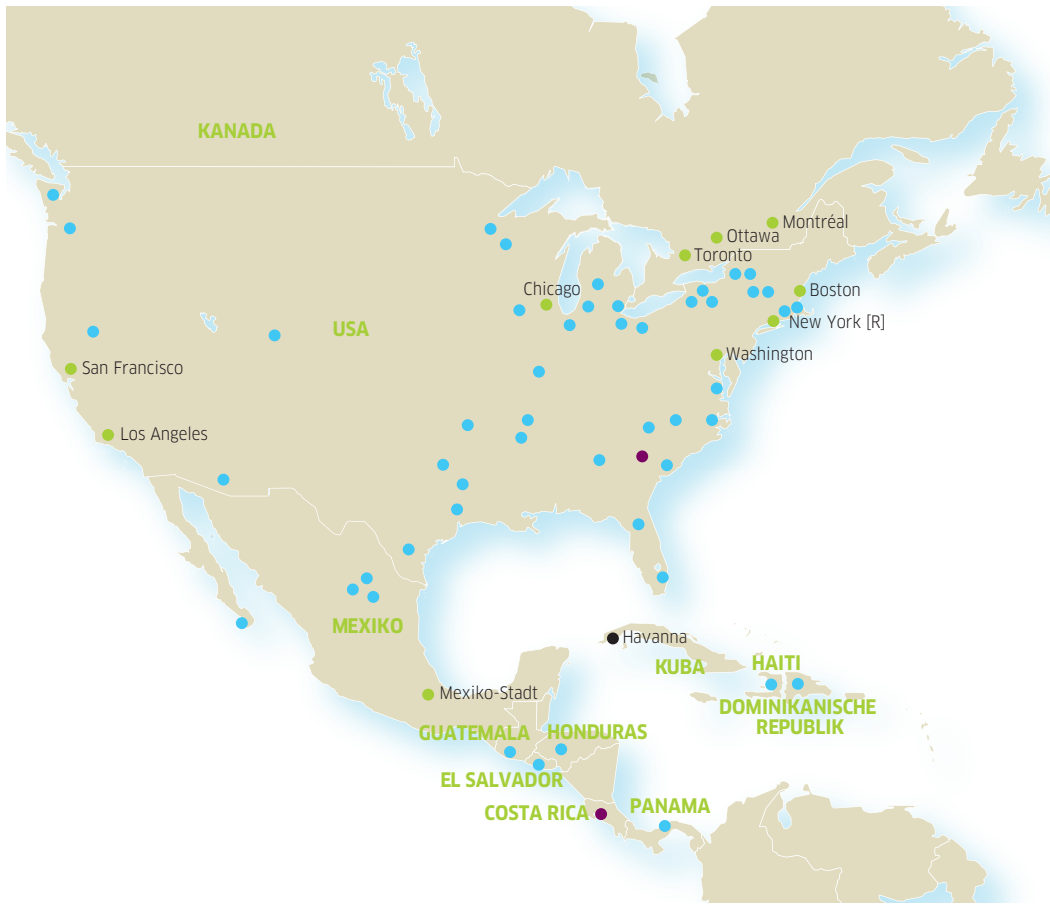 KANADA
Montréal
Ottawa
Toronto
Chicago
Boston
New York [R]
USA
Washington
San Francisco
Los Angeles
MEXIKO
Havanna
KUBA
HAITI
Mexiko-Stadt
DOMINIKANISCHE
REPUBLIK
GUATEMALA
HONDURAS
EL SALVADOR
COSTA RICA
PANAMA